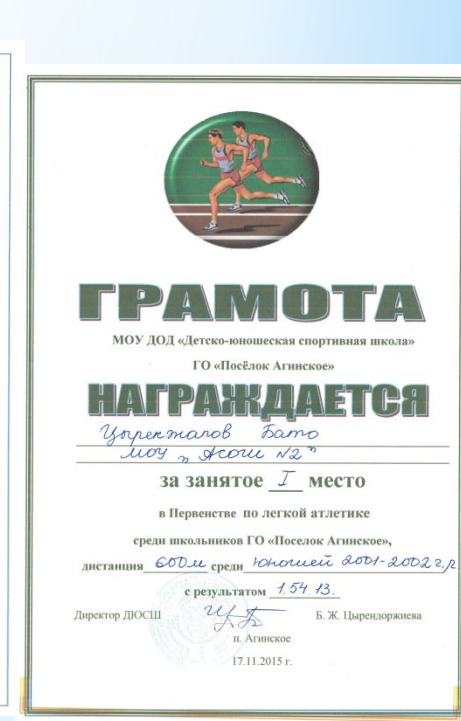 ГРАМОТА
МОУ ДОД «Детско-юношеская спортивная школа»
ГО «Посёлок Агинское»
НАГРАЖДАЕТСЯ
Цыренжапов Бато
МОУ „АСОШ №2”
за занятое I место
в Первенстве по легкой атлетике
среди школьников ГО «Поселок Агинское»,
дистанция 600м среди юношей 2001-2002 г.р.
с результатом 1.54.13.
Директор ДЮСШ Б. Ж. Цырендоржиева
п. Агинское
17.11.2015 г.